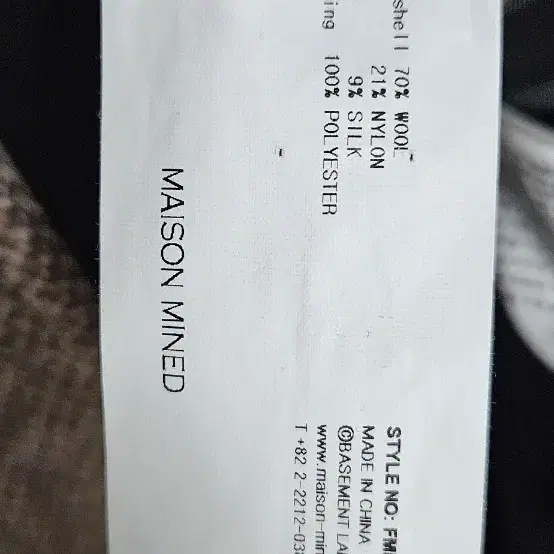 shell 70% WOOL
21% NYLON
9% SILK
ing 100% POLYESTER
MAISON MINED
STYLE NO: FM
MADE IN CHINA
©BASEMENT LA
www.maison-min
T +82 2-2212-03